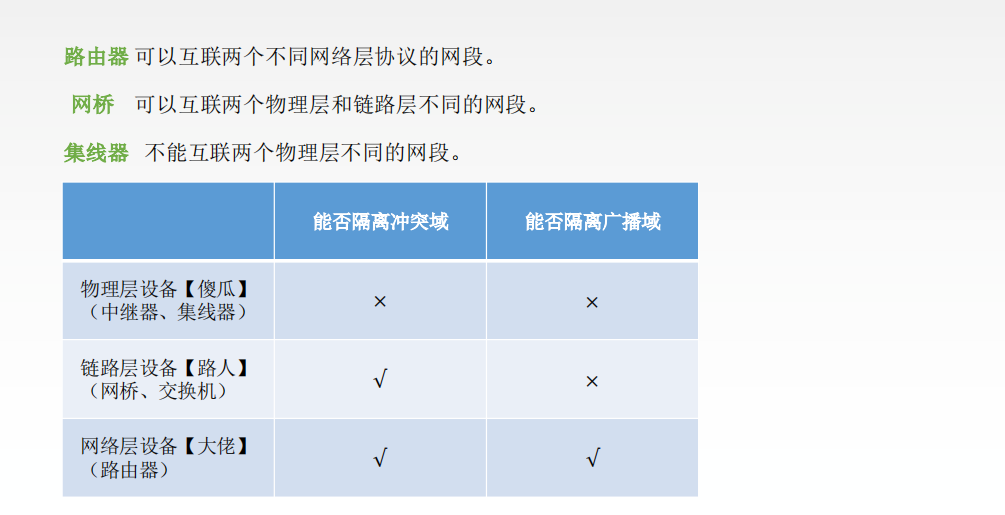 路由器 可以互联两个不同网络层协议的网段。
网桥 可以互联两个物理层和链路层不同的网段。
集线器 不能互联两个物理层不同的网段。
能否隔离冲突域 能否隔离广播域
物理层设备【傻瓜】
（中继器、集线器） × ×
链路层设备【路人】
（网桥、交换机） √ ×
网络层设备【大佬】
（路由器） √ √